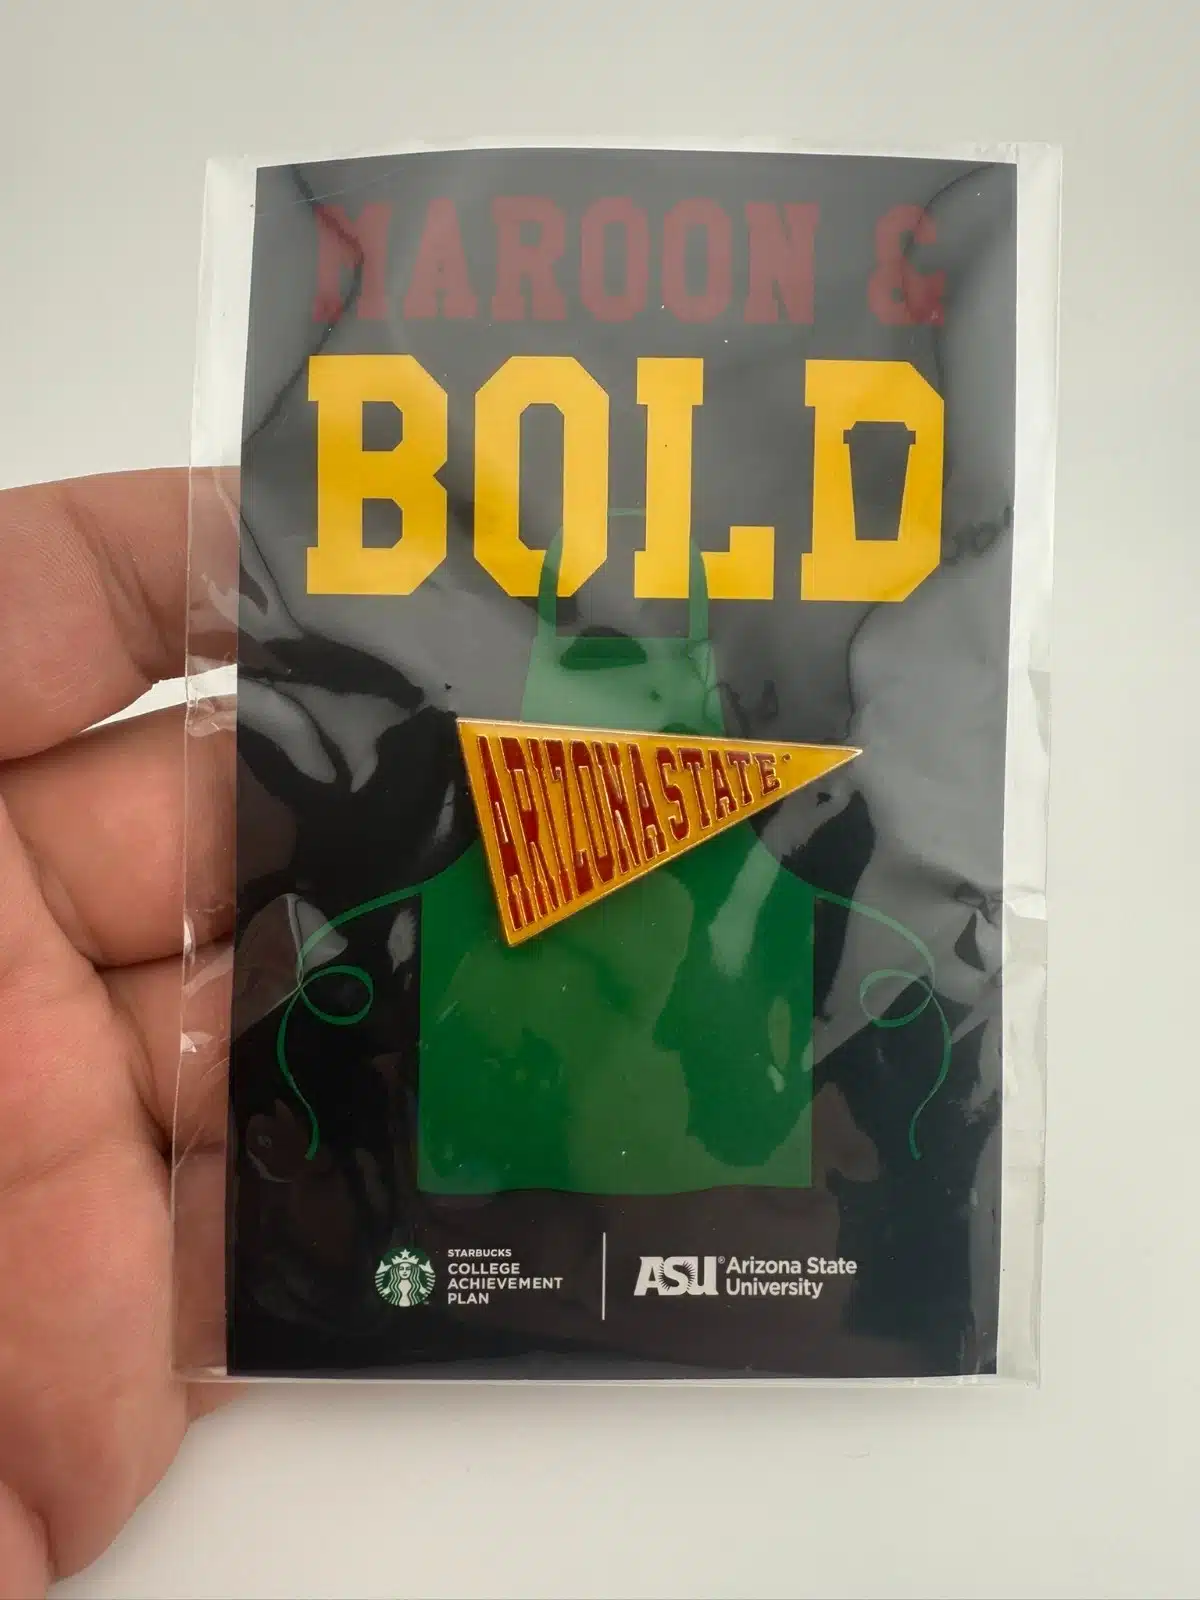 MAROON &
BOLD
ARIZONA STATE
STARBUCKS
COLLEGE
ACHIEVEMENT
PLAN
ASU® Arizona State
University